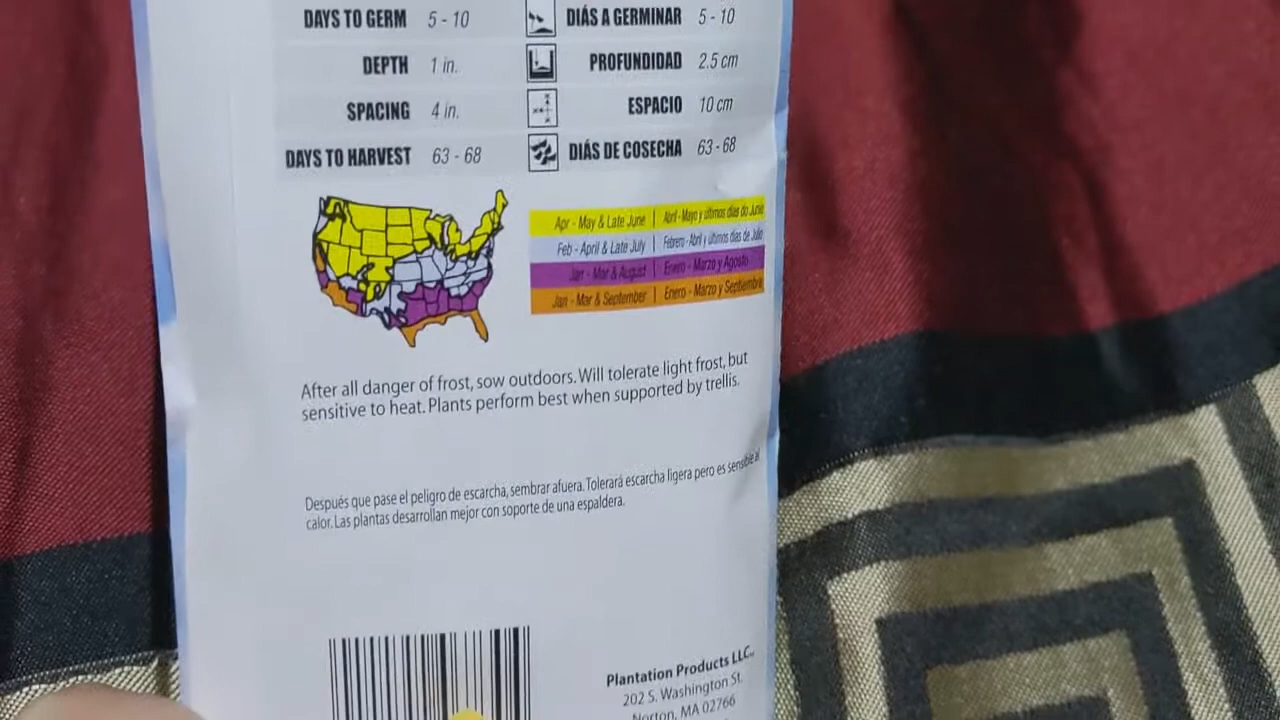 DAYS TO GERM 5 - 10 DIÁS A GERMINAR 5 - 10
DEPTH 1 in. PROFUNDIDAD 2.5 cm
SPACING 4 in. ESPACIO 10 cm
DAYS TO HARVEST 63 - 68 DIÁS DE COSECHA 63 - 68
Apr - May & Late June | Abril - Mayo y últimos días do Junio
Feb - April & Late July | Febrero - Abril y últimos días de Julio
Jan - Mar & August | Enero - Marzo y Agosto
Jan - Mar & September | Enero - Marzo y Septiembre
After all danger of frost, sow outdoors. Will tolerate light frost, but
sensitive to heat. Plants perform best when supported by trellis.
Después que pase el peligro de escarcha, sembrar afuera. Tolerará escarcha ligera pero es sensible al
calor. Las plantas desarrollan mejor con soporte de una espaldera.
Plantation Products LLC.
202 S. Washington St.
Norton, MA 02766